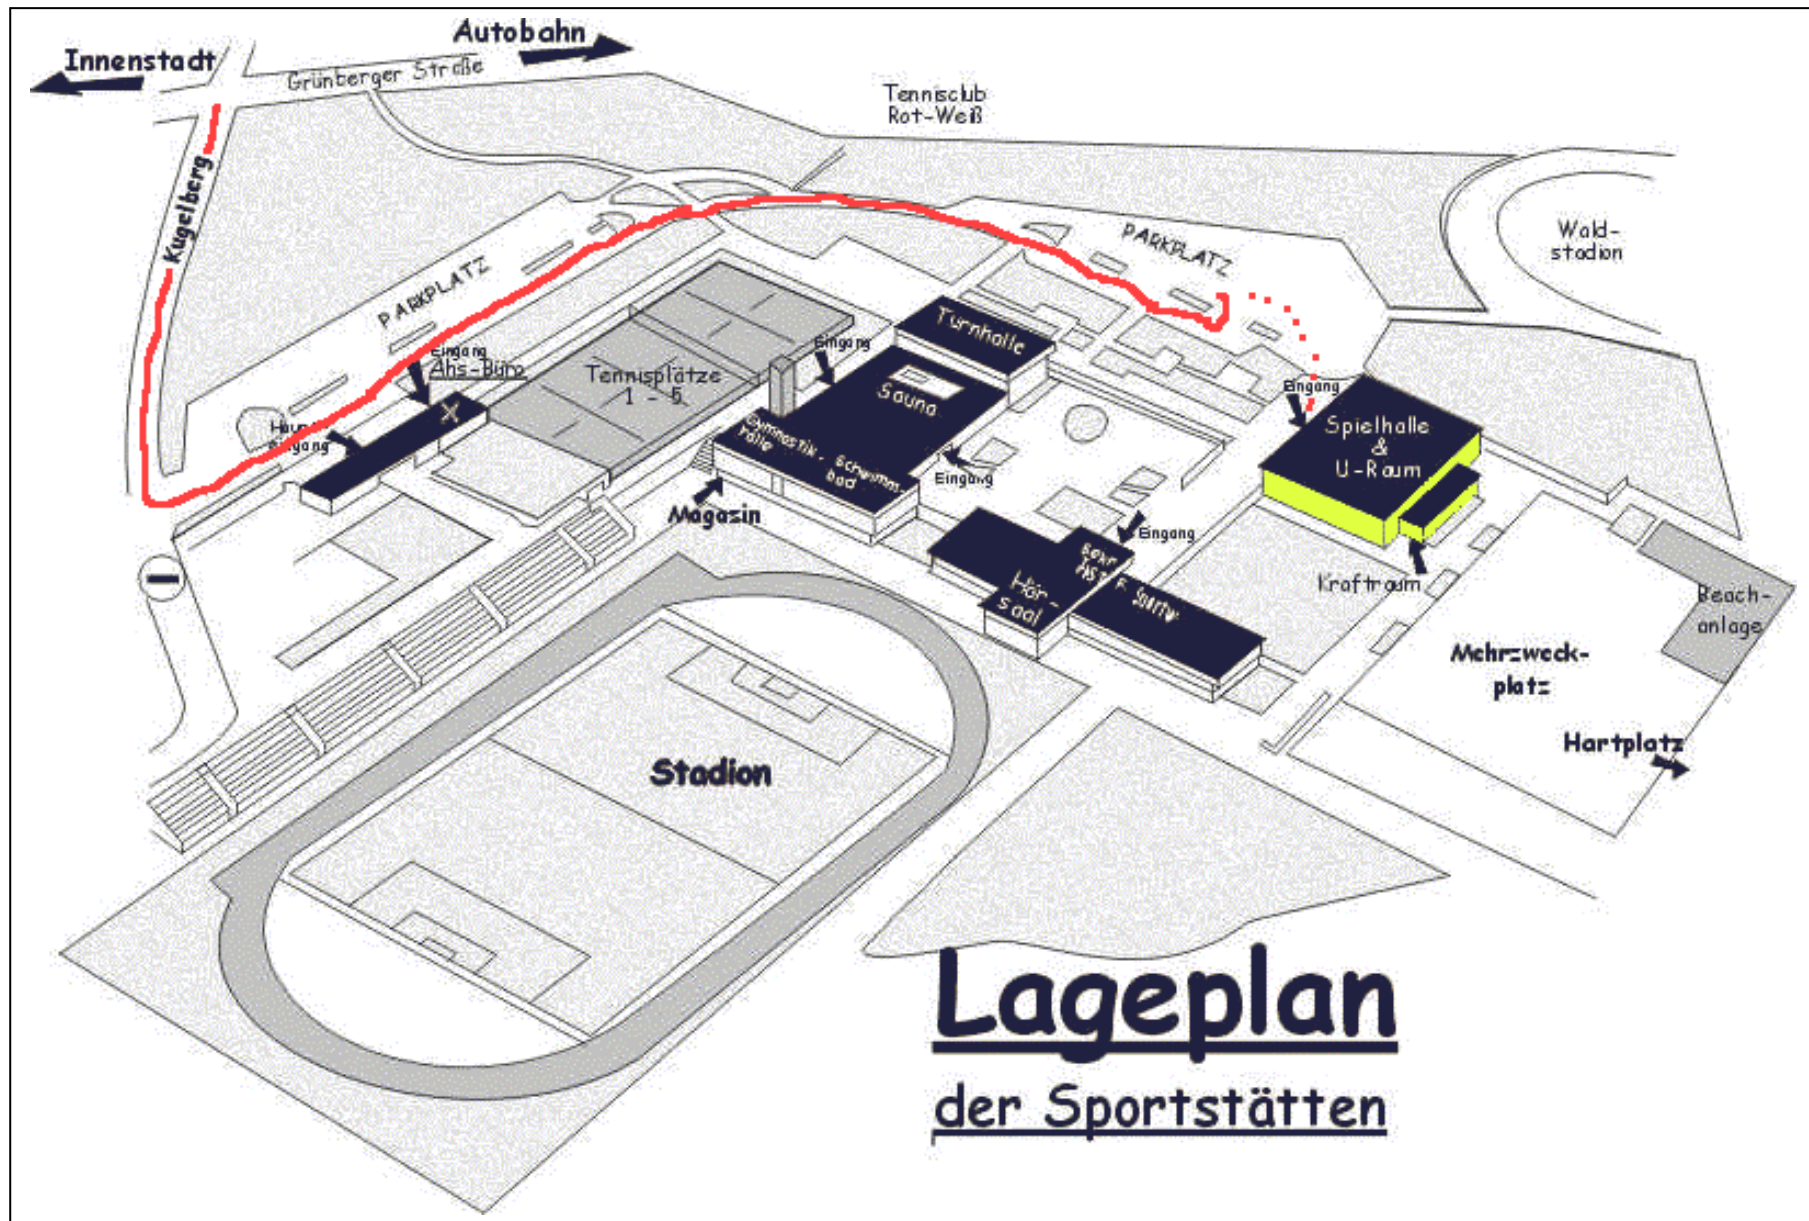 Autobahn
Innenstadt
Grünberger Straße
Tennisclub
Rot-Weiß
Kugelberg
Wald-
stadion
PARKPLATZ
PARKPLATZ
Eingang
Ahs-Büro
Tennisplätze
1 - 5
Eingang
Turnhalle
Sauna
Eingang
Spielhalle
&
U-Raum
eingang
Gymnastik-
Schwimm-
bad
Eingang
Magazin
Eingang
Hör-
saal
Kraftraum
Beach-
anlage
Mehrzweck-
platz
Hartplatz
Stadion
Lageplan
der Sportstätten